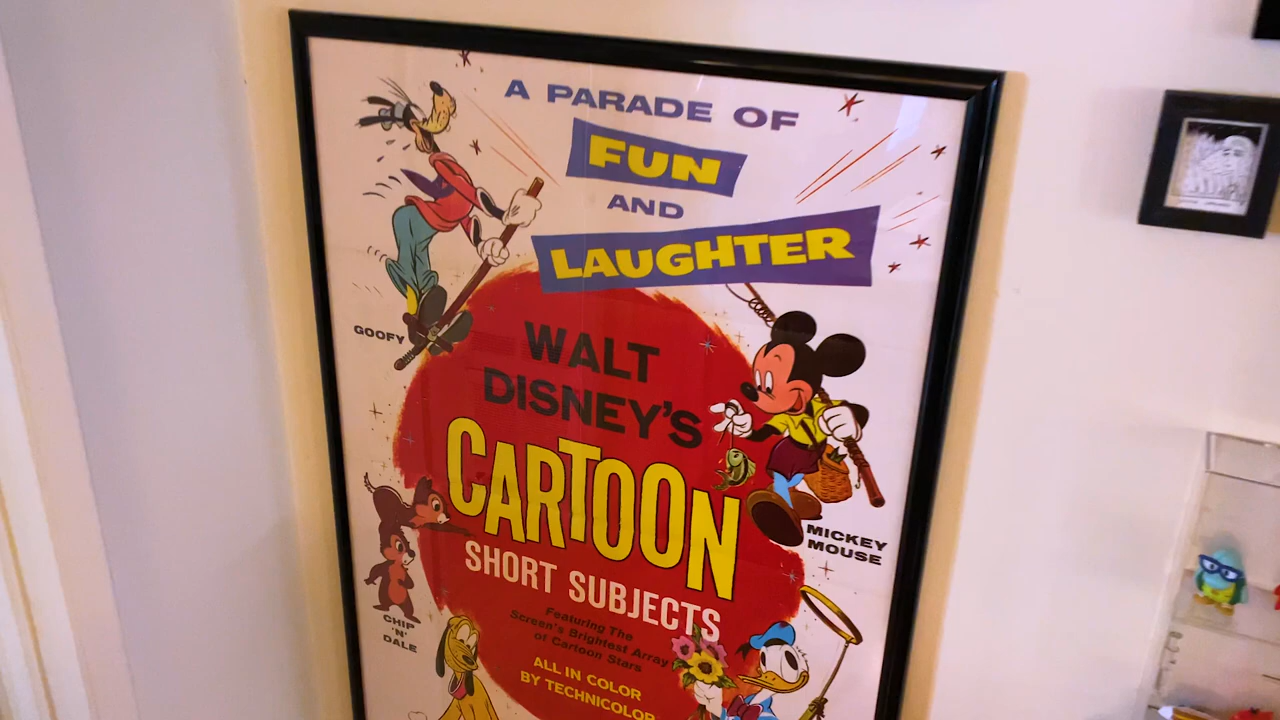 A PARADE OF
FUN
AND
LAUGHTER
GOOFY
WALT
DISNEY'S
CARTOON
SHORT SUBJECTS
MICKEY
MOUSE
CHIP
'N'
DALE
Featuring The
Screen's Brightest Array
of Cartoon Stars
ALL IN COLOR
BY TECHNICOLOR